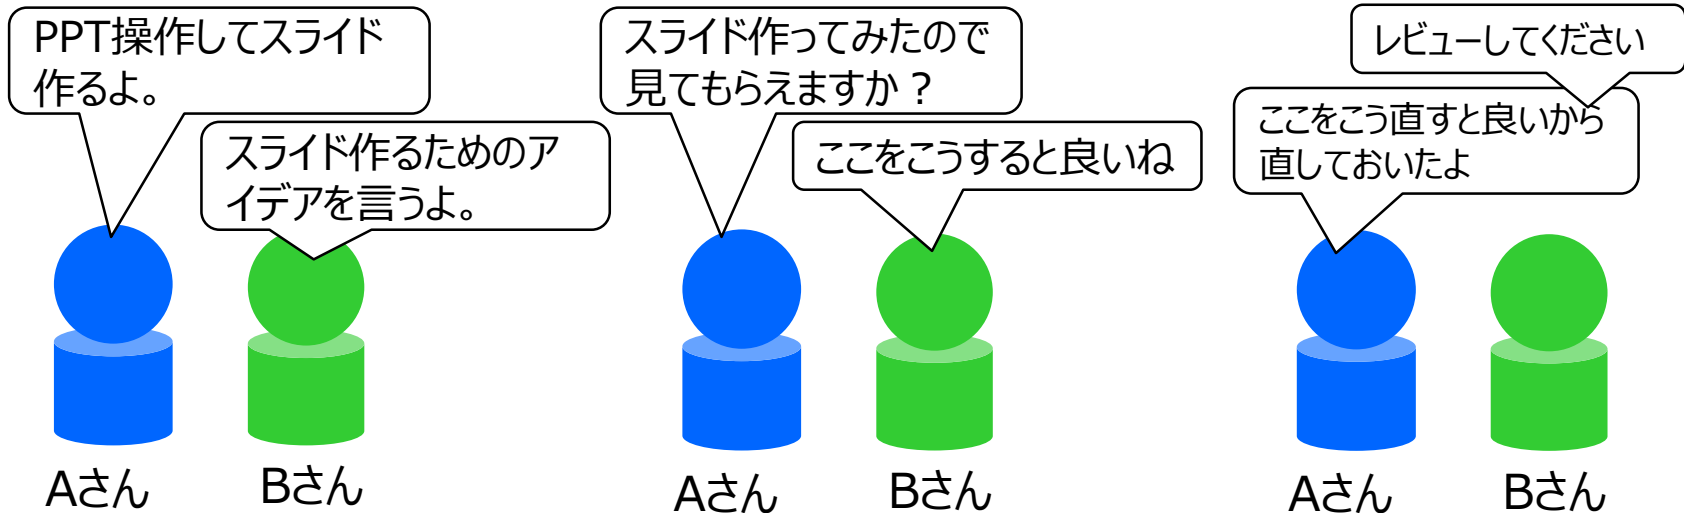 PPT操作してスライド
作るよ。
スライド作るためのア
イデアを言うよ。
Aさん
Bさん
スライド作ってみたので
見てもらえますか？
ここをこうすると良いね
Aさん
Bさん
レビューしてください
ここをこう直すと良いから
直しておいたよ
Aさん
Bさん